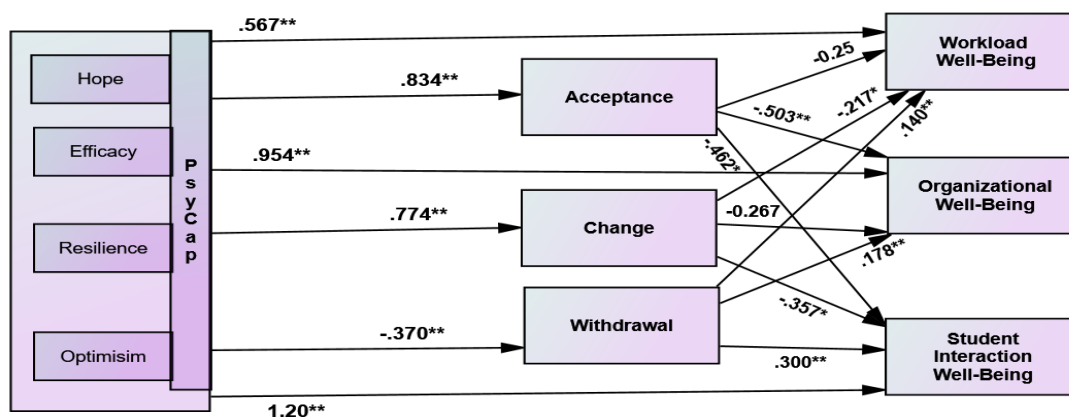 .567**
Hope
Efficacy
Resilience
Optimisim
PsyCap
.834**
.954**
.774**
-.370**
1.20**
Acceptance
Change
Withdrawal
-0.25
-.503**
-.462*
-.217*
-0.267
-.357*
.140**
.178**
.300**
Workload
Well-Being
Organizational
Well-Being
Student
Interaction
Well-Being